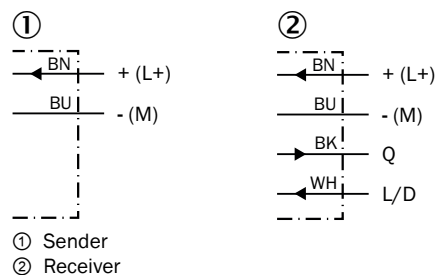 ① ②
BN + (L+) BN + (L+)
BU - (M) BU - (M)
BK Q
WH L/D
① Sender
② Receiver